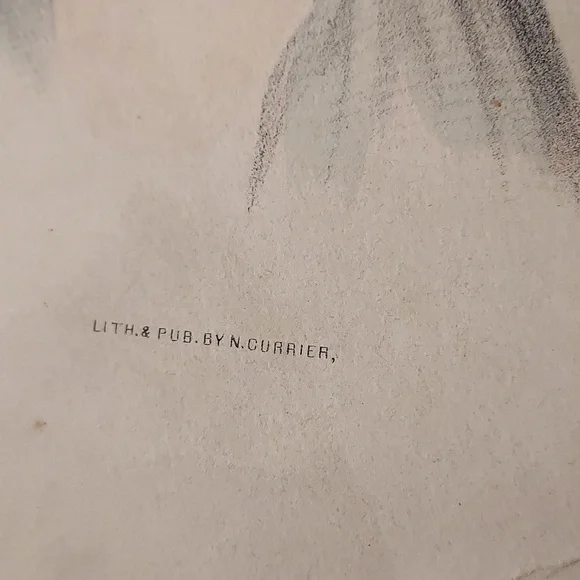 LITH.& PUB. BY N. CURRIER,